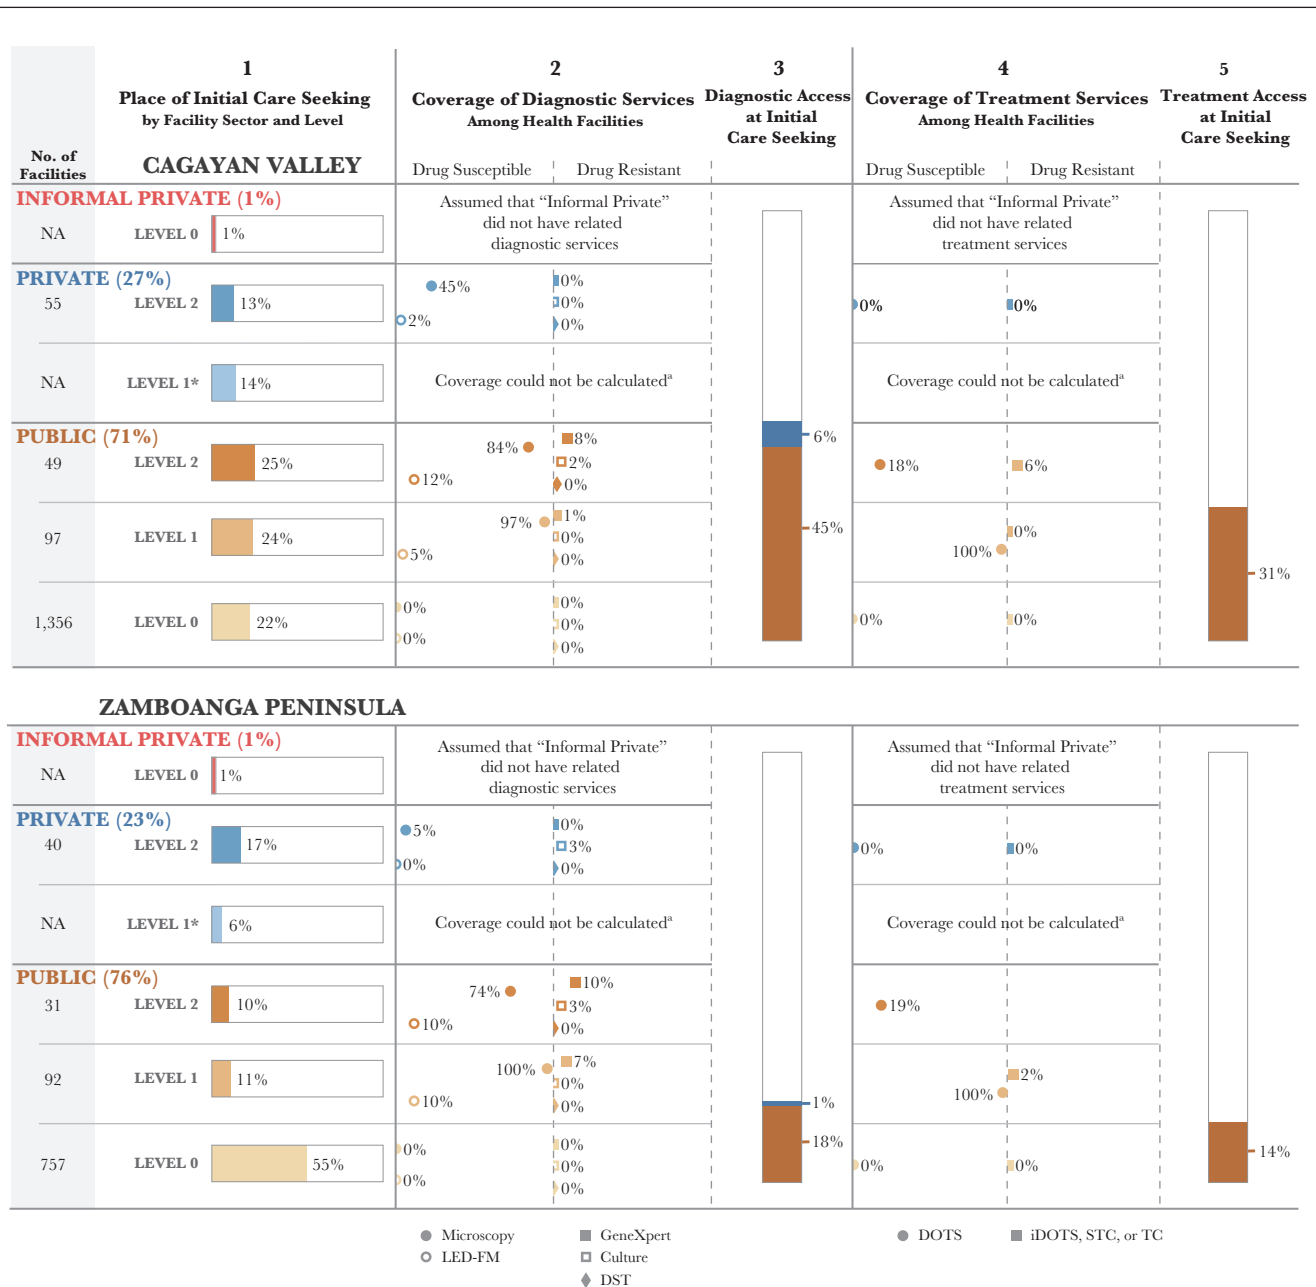 1
2
3
4
5
Place of Initial Care Seeking
by Facility Sector and Level
Coverage of Diagnostic Services
Among Health Facilities
Diagnostic Access
at Initial
Care Seeking
Coverage of Treatment Services
Among Health Facilities
Treatment Access
at Initial
Care Seeking
No. of
Facilities
CAGAYAN VALLEY
Drug Susceptible
Drug Resistant
Drug Susceptible
Drug Resistant
INFORMAL PRIVATE (1%)
NA
LEVEL 0
1%
Assumed that “Informal Private”
did not have related
diagnostic services
Assumed that “Informal Private”
did not have related
treatment services
PRIVATE (27%)
55
LEVEL 2
13%
45%
2%
0%
0%
0%
0%
0%
NA
LEVEL 1*
14%
Coverage could not be calculatedᵃ
Coverage could not be calculatedᵃ
PUBLIC (71%)
49
LEVEL 2
25%
84%
12%
8%
2%
0%
6%
18%
6%
97
LEVEL 1
24%
97%
5%
1%
0%
0%
45%
100%
0%
31%
1,356
LEVEL 0
22%
0%
0%
0%
0%
0%
0%
0%
ZAMBOANGA PENINSULA
INFORMAL PRIVATE (1%)
NA
LEVEL 0
1%
Assumed that “Informal Private”
did not have related
diagnostic services
Assumed that “Informal Private”
did not have related
treatment services
PRIVATE (23%)
40
LEVEL 2
17%
5%
0%
0%
3%
0%
0%
0%
NA
LEVEL 1*
6%
Coverage could not be calculatedᵃ
Coverage could not be calculatedᵃ
PUBLIC (76%)
31
LEVEL 2
10%
74%
10%
10%
3%
0%
19%
92
LEVEL 1
11%
100%
10%
7%
0%
0%
1%
100%
2%
757
LEVEL 0
55%
0%
0%
0%
0%
0%
18%
0%
0%
14%
Microscopy
GeneXpert
DOTS
iDOTS, STC, or TC
LED-FM
Culture
DST